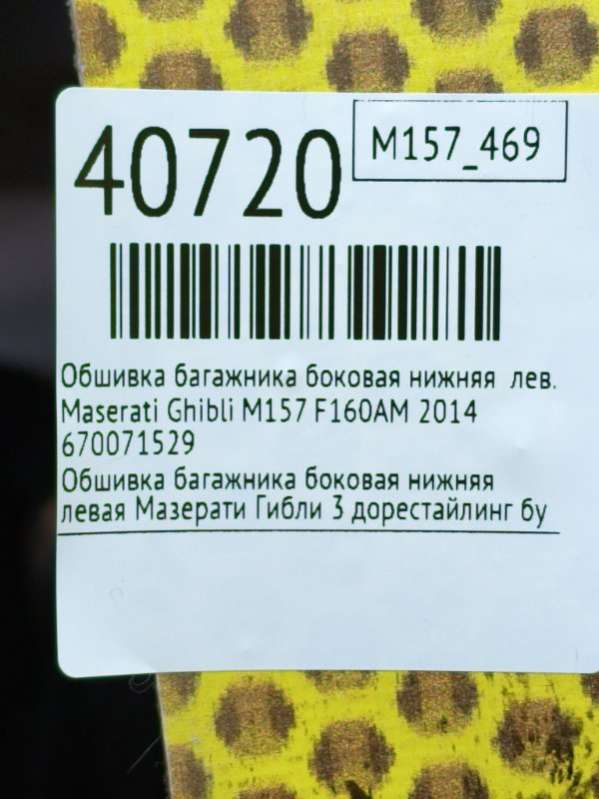 40720
M157_469
Обшивка багажника боковая нижняя лев.
Maserati Ghibli M157 F160AM 2014
670071529
Обшивка багажника боковая нижняя
левая Мазерати Гибли 3 дорестайлинг бу